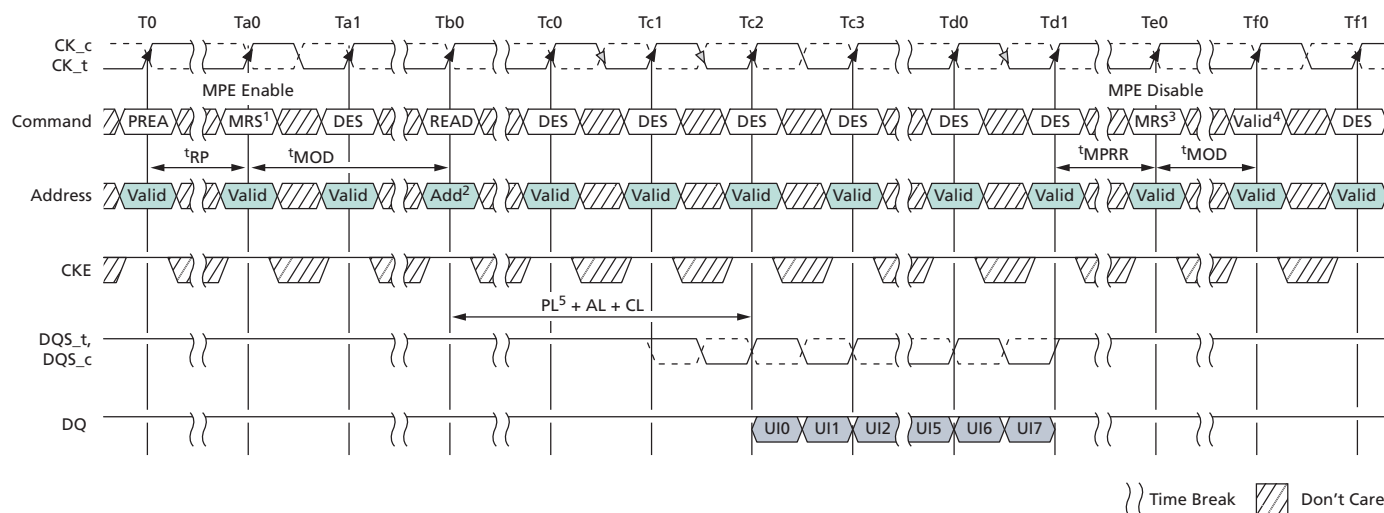 T0 Ta0 Ta1 Tb0 Tc0 Tc1 Tc2 Tc3 Td0 Td1 Te0 Tf0 Tf1
CK_c
CK_t
MPE Enable MPE Disable
Command PREA MRS¹ DES READ DES DES DES DES DES DES MRS³ Valid⁴ DES
tRP tMOD tMPRR tMOD
Address Valid Valid Valid Add² Valid Valid Valid Valid Valid Valid Valid Valid Valid
CKE
PL⁵ + AL + CL
DQS_t,
DQS_c
DQ UI0 UI1 UI2 UI5 UI6 UI7
Time Break Don't Care